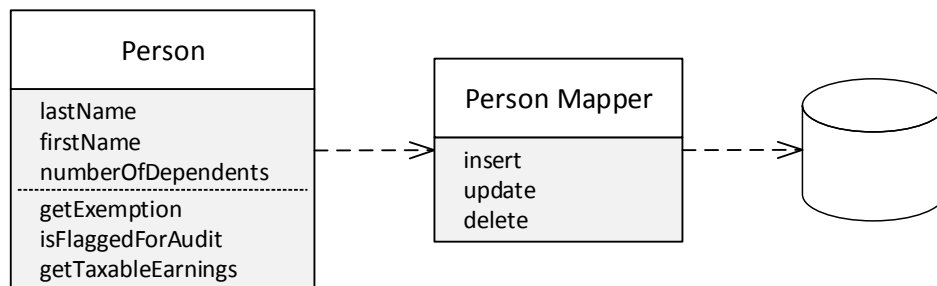 Person
lastName
firstName
numberOfDependents
getExemption
isFlaggedForAudit
getTaxableEarnings
Person Mapper
insert
update
delete